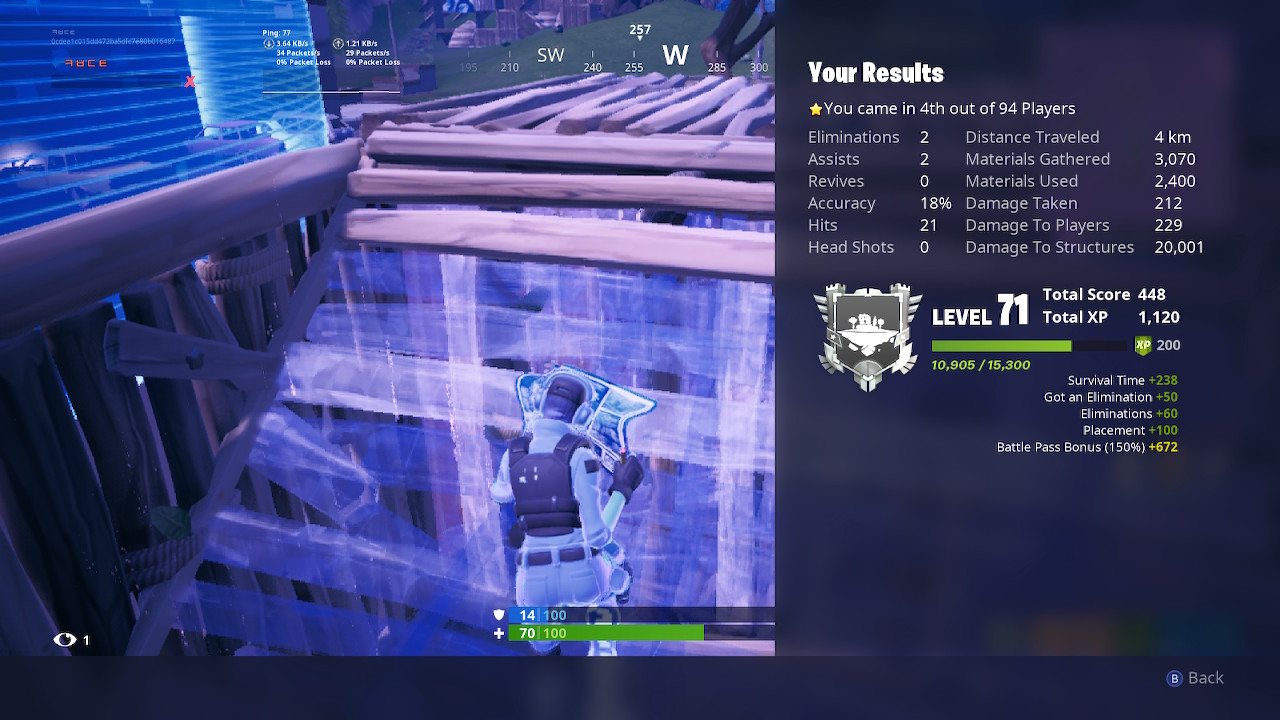 Ping: 77
3.64 KB/s 1.21 KB/s
34 Packets/s 29 Packets/s
0% Packet Loss 0% Packet Loss
257
195 210 SW 240 255 W 285 300
Your Results
You came in 4th out of 94 Players
Eliminations 2 Distance Traveled 4 km
Assists 2 Materials Gathered 3,070
Revives 0 Materials Used 2,400
Accuracy 18% Damage Taken 212
Hits 21 Damage To Players 229
Head Shots 0 Damage To Structures 20,001
LEVEL 71
Total Score 448
Total XP 1,120
XP 200
10,905 / 15,300
Survival Time +238
Got an Elimination +50
Eliminations +60
Placement +100
Battle Pass Bonus (150%) +672
14 100
70 100
1
B Back